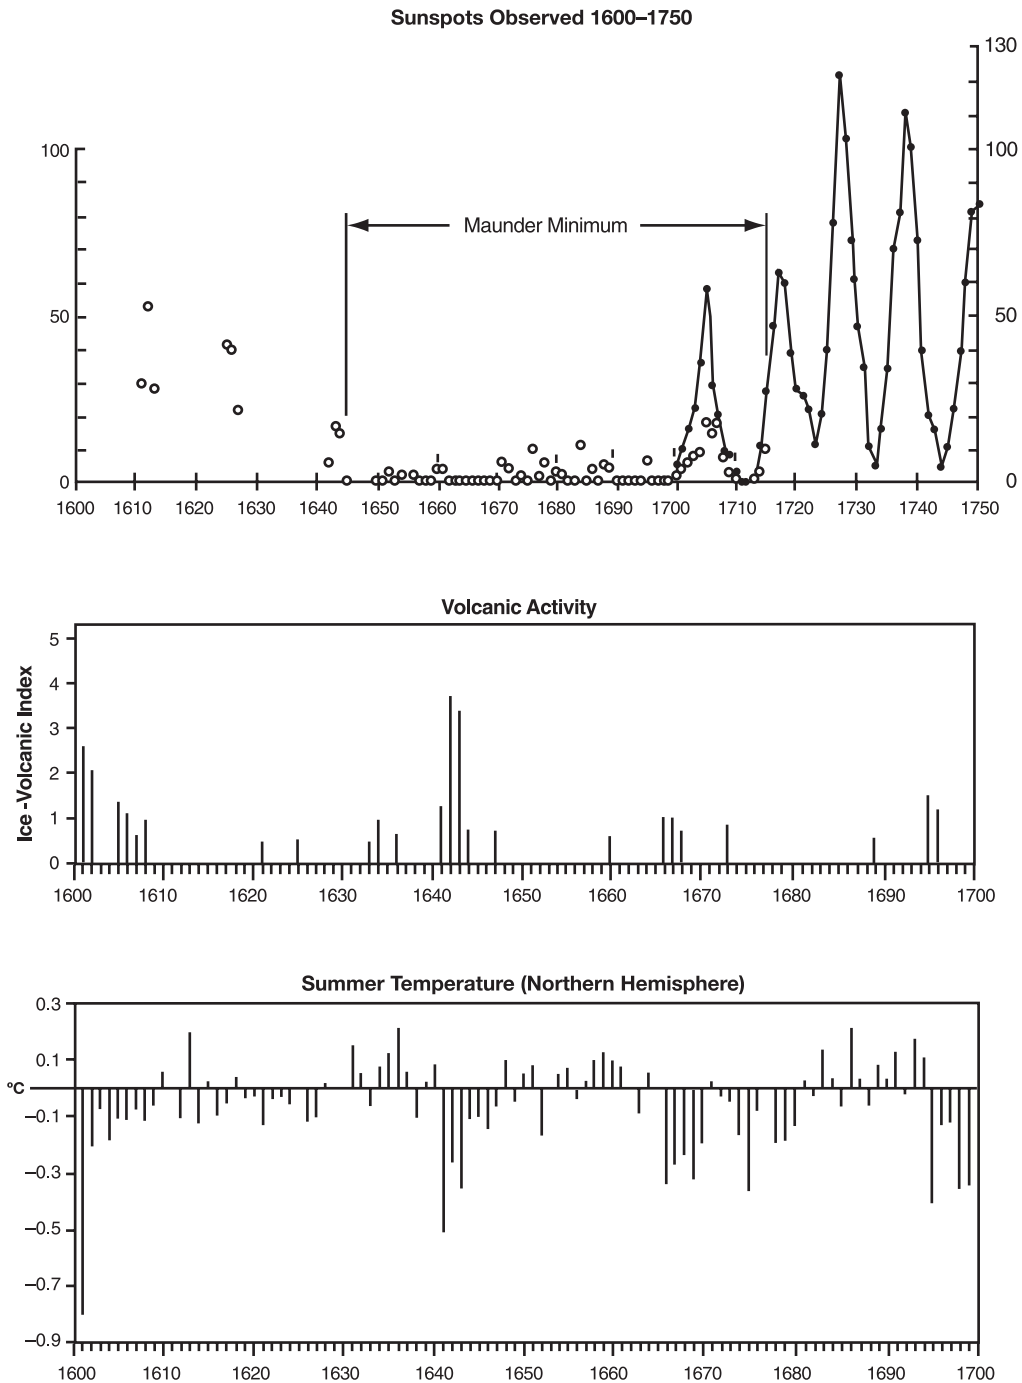 Sunspots Observed 1600–1750
130
100
100
Maunder Minimum
50
50
0
0
1600 1610 1620 1630 1640 1650 1660 1670 1680 1690 1700 1710 1720 1730 1740 1750
Volcanic Activity
Ice-Volcanic Index
5
4
3
2
1
0
1600 1610 1620 1630 1640 1650 1660 1670 1680 1690 1700
Summer Temperature (Northern Hemisphere)
0.3
0.1
°C
–0.1
–0.3
–0.5
–0.7
–0.9
1600 1610 1620 1630 1640 1650 1660 1670 1680 1690 1700